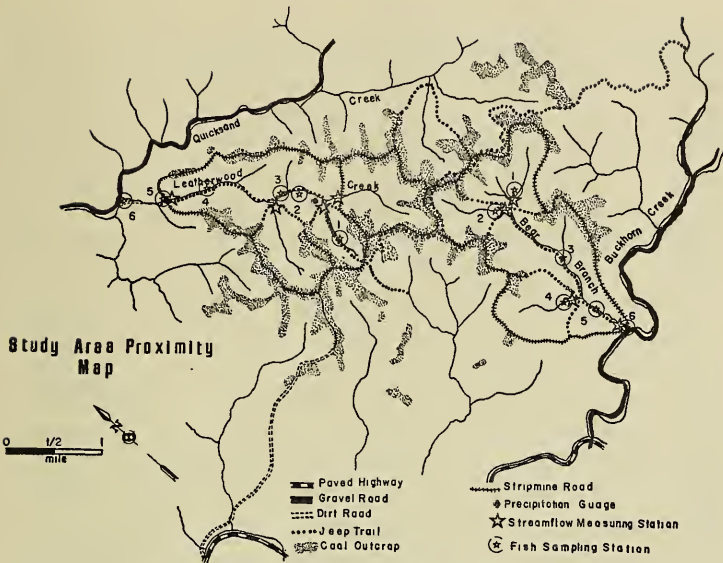 Quicksand
Creek
Leatherwood
Creek
5
4
3
2
1
6
1
2
Bear
Branch
3
4
5
6
Buckhorn Creek
Study Area Proximity
Map
N
0 1/2 1
mile
Paved Highway
Gravel Road
Dirt Road
Jeep Trail
Coal Outcrop
Stripmine Road
Precipitation Guage
Streamflow Measuring Station
Fish Sampling Station